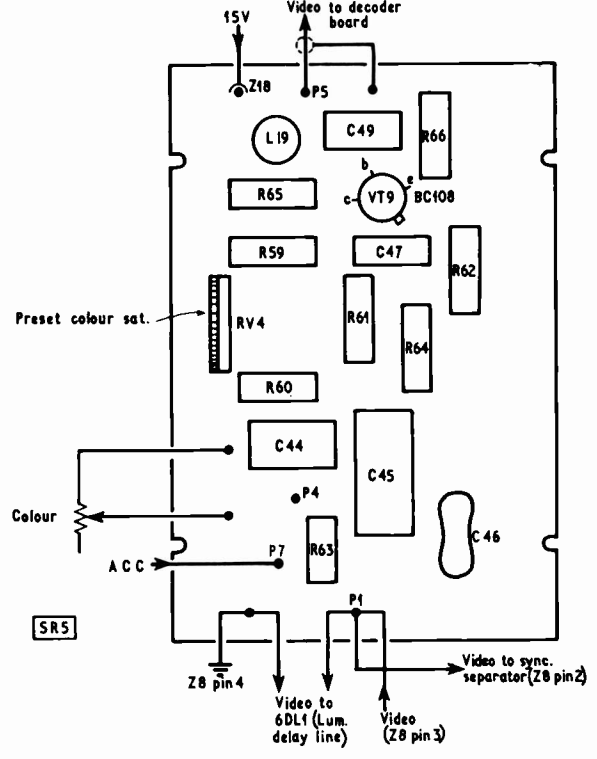 15V
Video to decoder
board
Z18
P5
L19
C49
R66
b
e
c
VT9
BC108
R65
R59
C47
R62
Preset colour sat.
RV4
R61
R64
R60
C44
C45
P4
Colour
C46
R63
P7
ACC
P1
SR5
Z8 pin 4
Video to
6DL1 (Lum.
delay line)
Video
(Z8 pin 3)
Video to sync.
separator (Z8 pin 2)